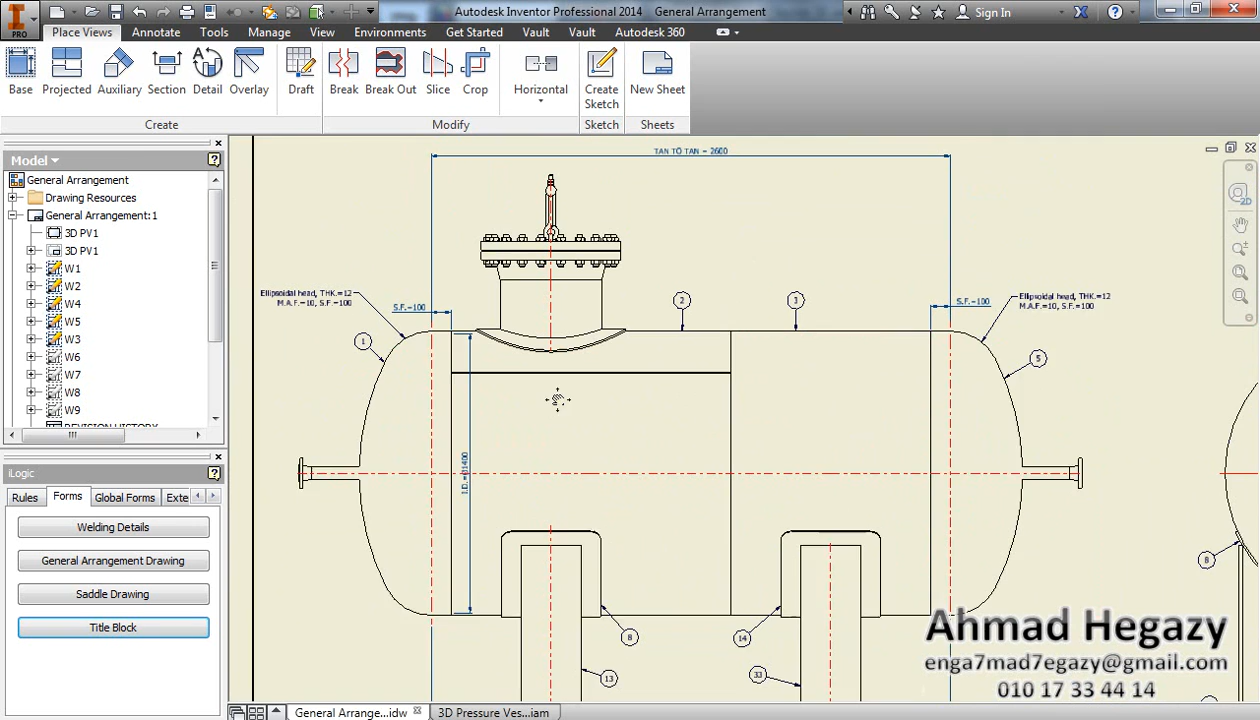 Autodesk Inventor Professional 2014   General Arrangement
Sign In
PRO
Place Views
Annotate
Tools
Manage
View
Environments
Get Started
Vault
Vault
Autodesk 360
Base
Projected
Auxiliary
Section
Detail
Overlay
Draft
Break
Break Out
Slice
Crop
Horizontal
Create
Sketch
New Sheet
Create
Modify
Sketch
Sheets
Model
General Arrangement
Drawing Resources
General Arrangement:1
3D PV1
3D PV1
W1
W2
W4
W5
W3
W6
W7
W8
W9
REVISION HISTORY
iLogic
Rules
Forms
Global Forms
Exte
Welding Details
General Arrangement Drawing
Saddle Drawing
Title Block
TAN TO TAN = 2600
Ellipsoidal head, THK.=12
M.A.F.=10, S.F.=100
S.F.=100
2
3
S.F.=100
Ellipsoidal head, THK.=12
M.A.F.=10, S.F.=100
1
5
8
8
14
13
33
2D
Ahmad Hegazy
enga7mad7egazy@gmail.com
010 17 33 44 14
General Arrange...idw
3D Pressure Ves...iam